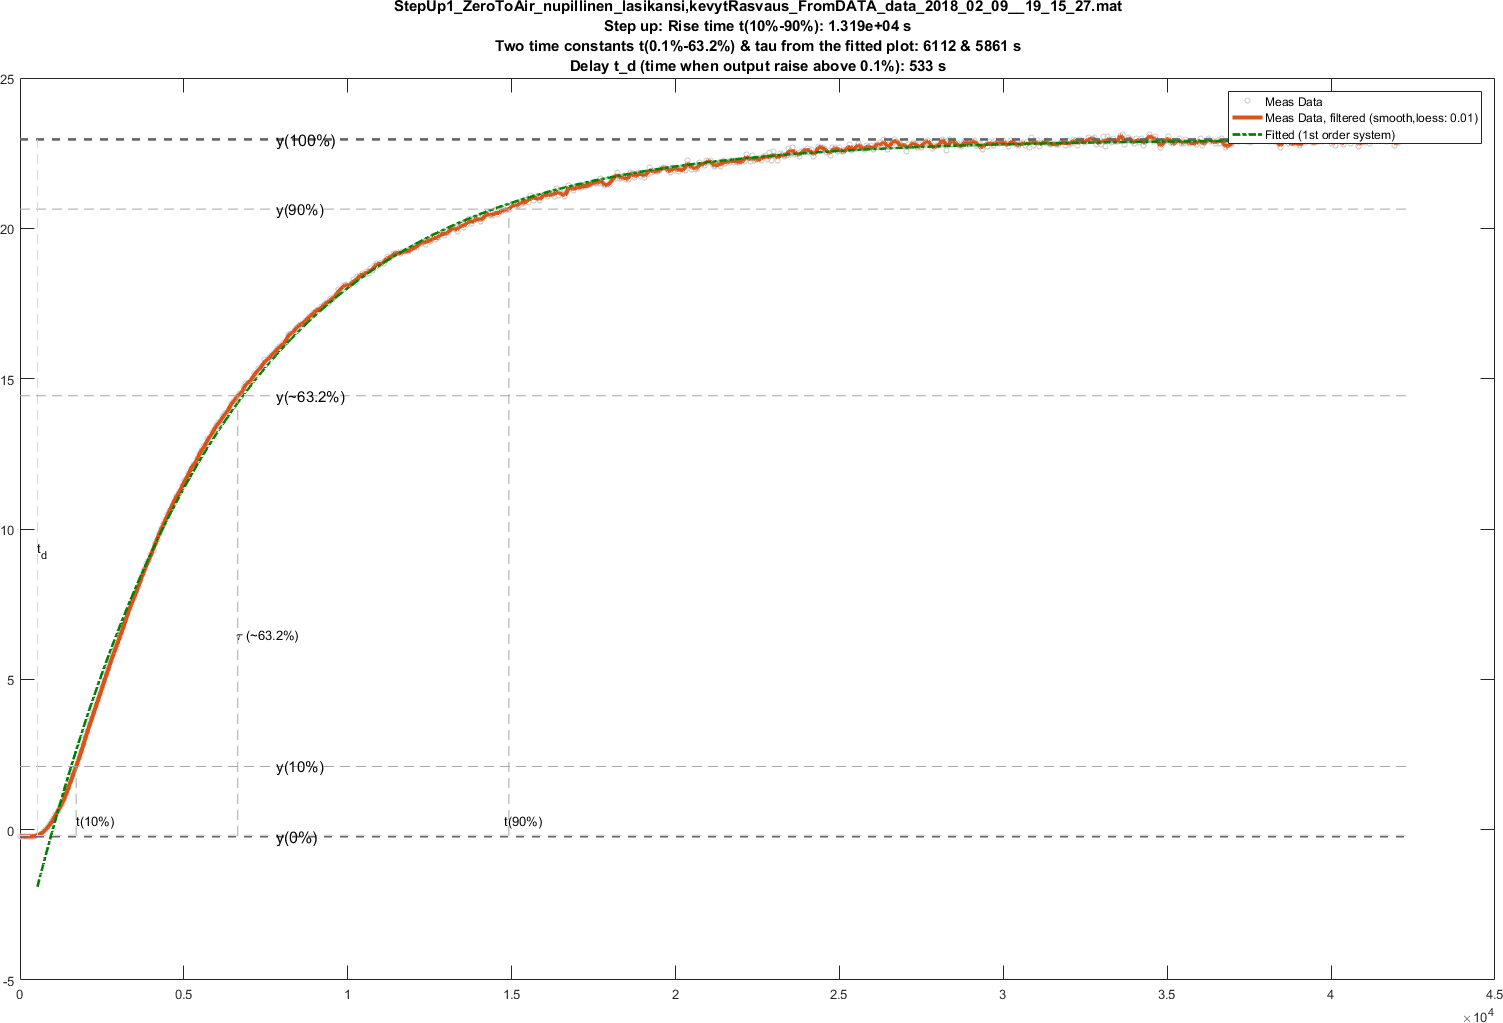 StepUp1_ZeroToAir_nupillinen_lasikansi,kevytRasvaus_FromDATA_data_2018_02_09__19_15_27.mat
Step up: Rise time t(10%-90%): 1.319e+04 s
Two time constants t(0.1%-63.2%) & tau from the fitted plot: 6112 & 5861 s
Delay t_d (time when output raise above 0.1%): 533 s
25
Meas Data
Meas Data, filtered (smooth,loess: 0.01)
Fitted (1st order system)
y(100%)
y(90%)
20
15
y(~63.2%)
10
t_d
τ (~63.2%)
5
y(10%)
t(10%)
t(90%)
0
y(0%)
-5
0 0.5 1 1.5 2 2.5 3 3.5 4 4.5
×10^4